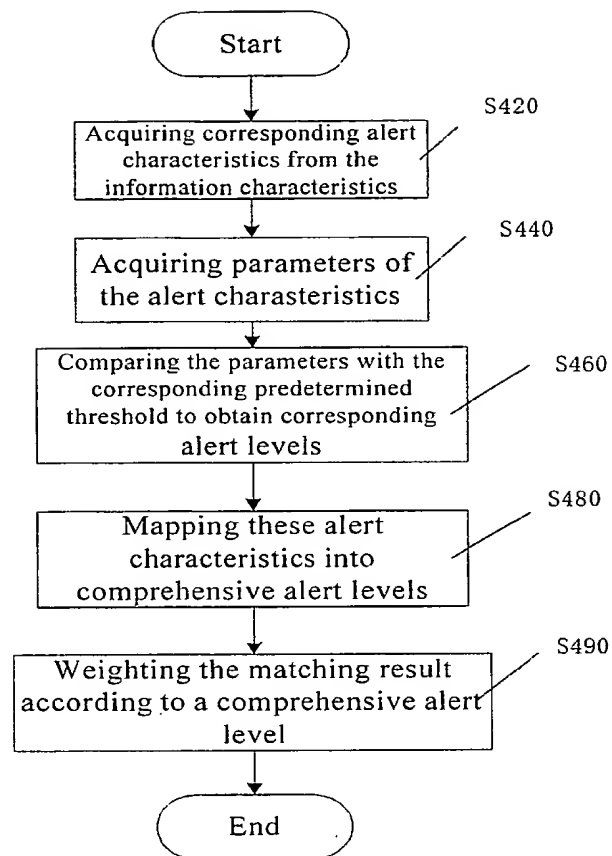 Start
S420
Acquiring corresponding alert
characteristics from the
information characteristics
S440
Acquiring parameters of
the alert charasteristics
S460
Comparing the parameters with the
corresponding predetermined
threshold to obtain corresponding
alert levels
S480
Mapping these alert
characteristics into
comprehensive alert levels
S490
Weighting the matching result
according to a comprehensive alert
level
End